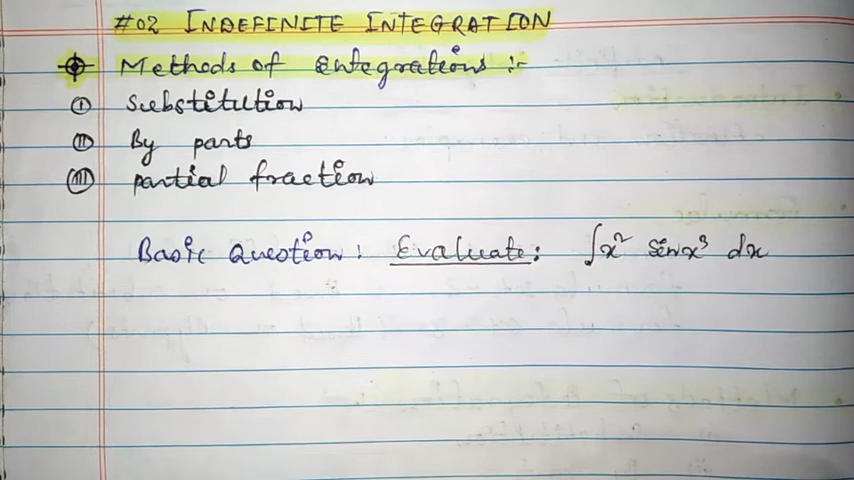 #02 INDEFINITE INTEGRATION
Methods of integrations :-
(I) Substitution
(II) By parts
(III) partial fraction
Basic Question : Evaluate : ∫x² sinx³ dx